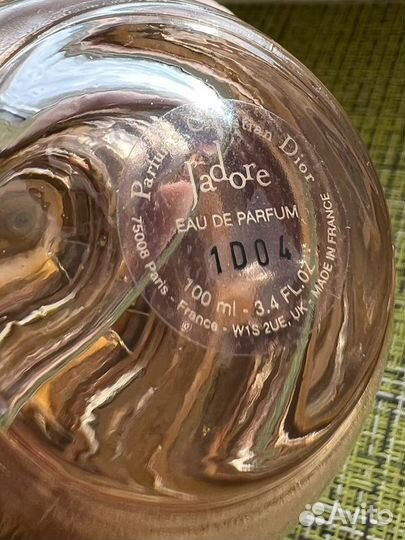 Parfums Christian Dior
J'adore
EAU DE PARFUM
1D04
100 ml - 3.4 FL.OZ
75008 Paris - France - W1S 2UE, UK - MADE IN FRANCE
Avito